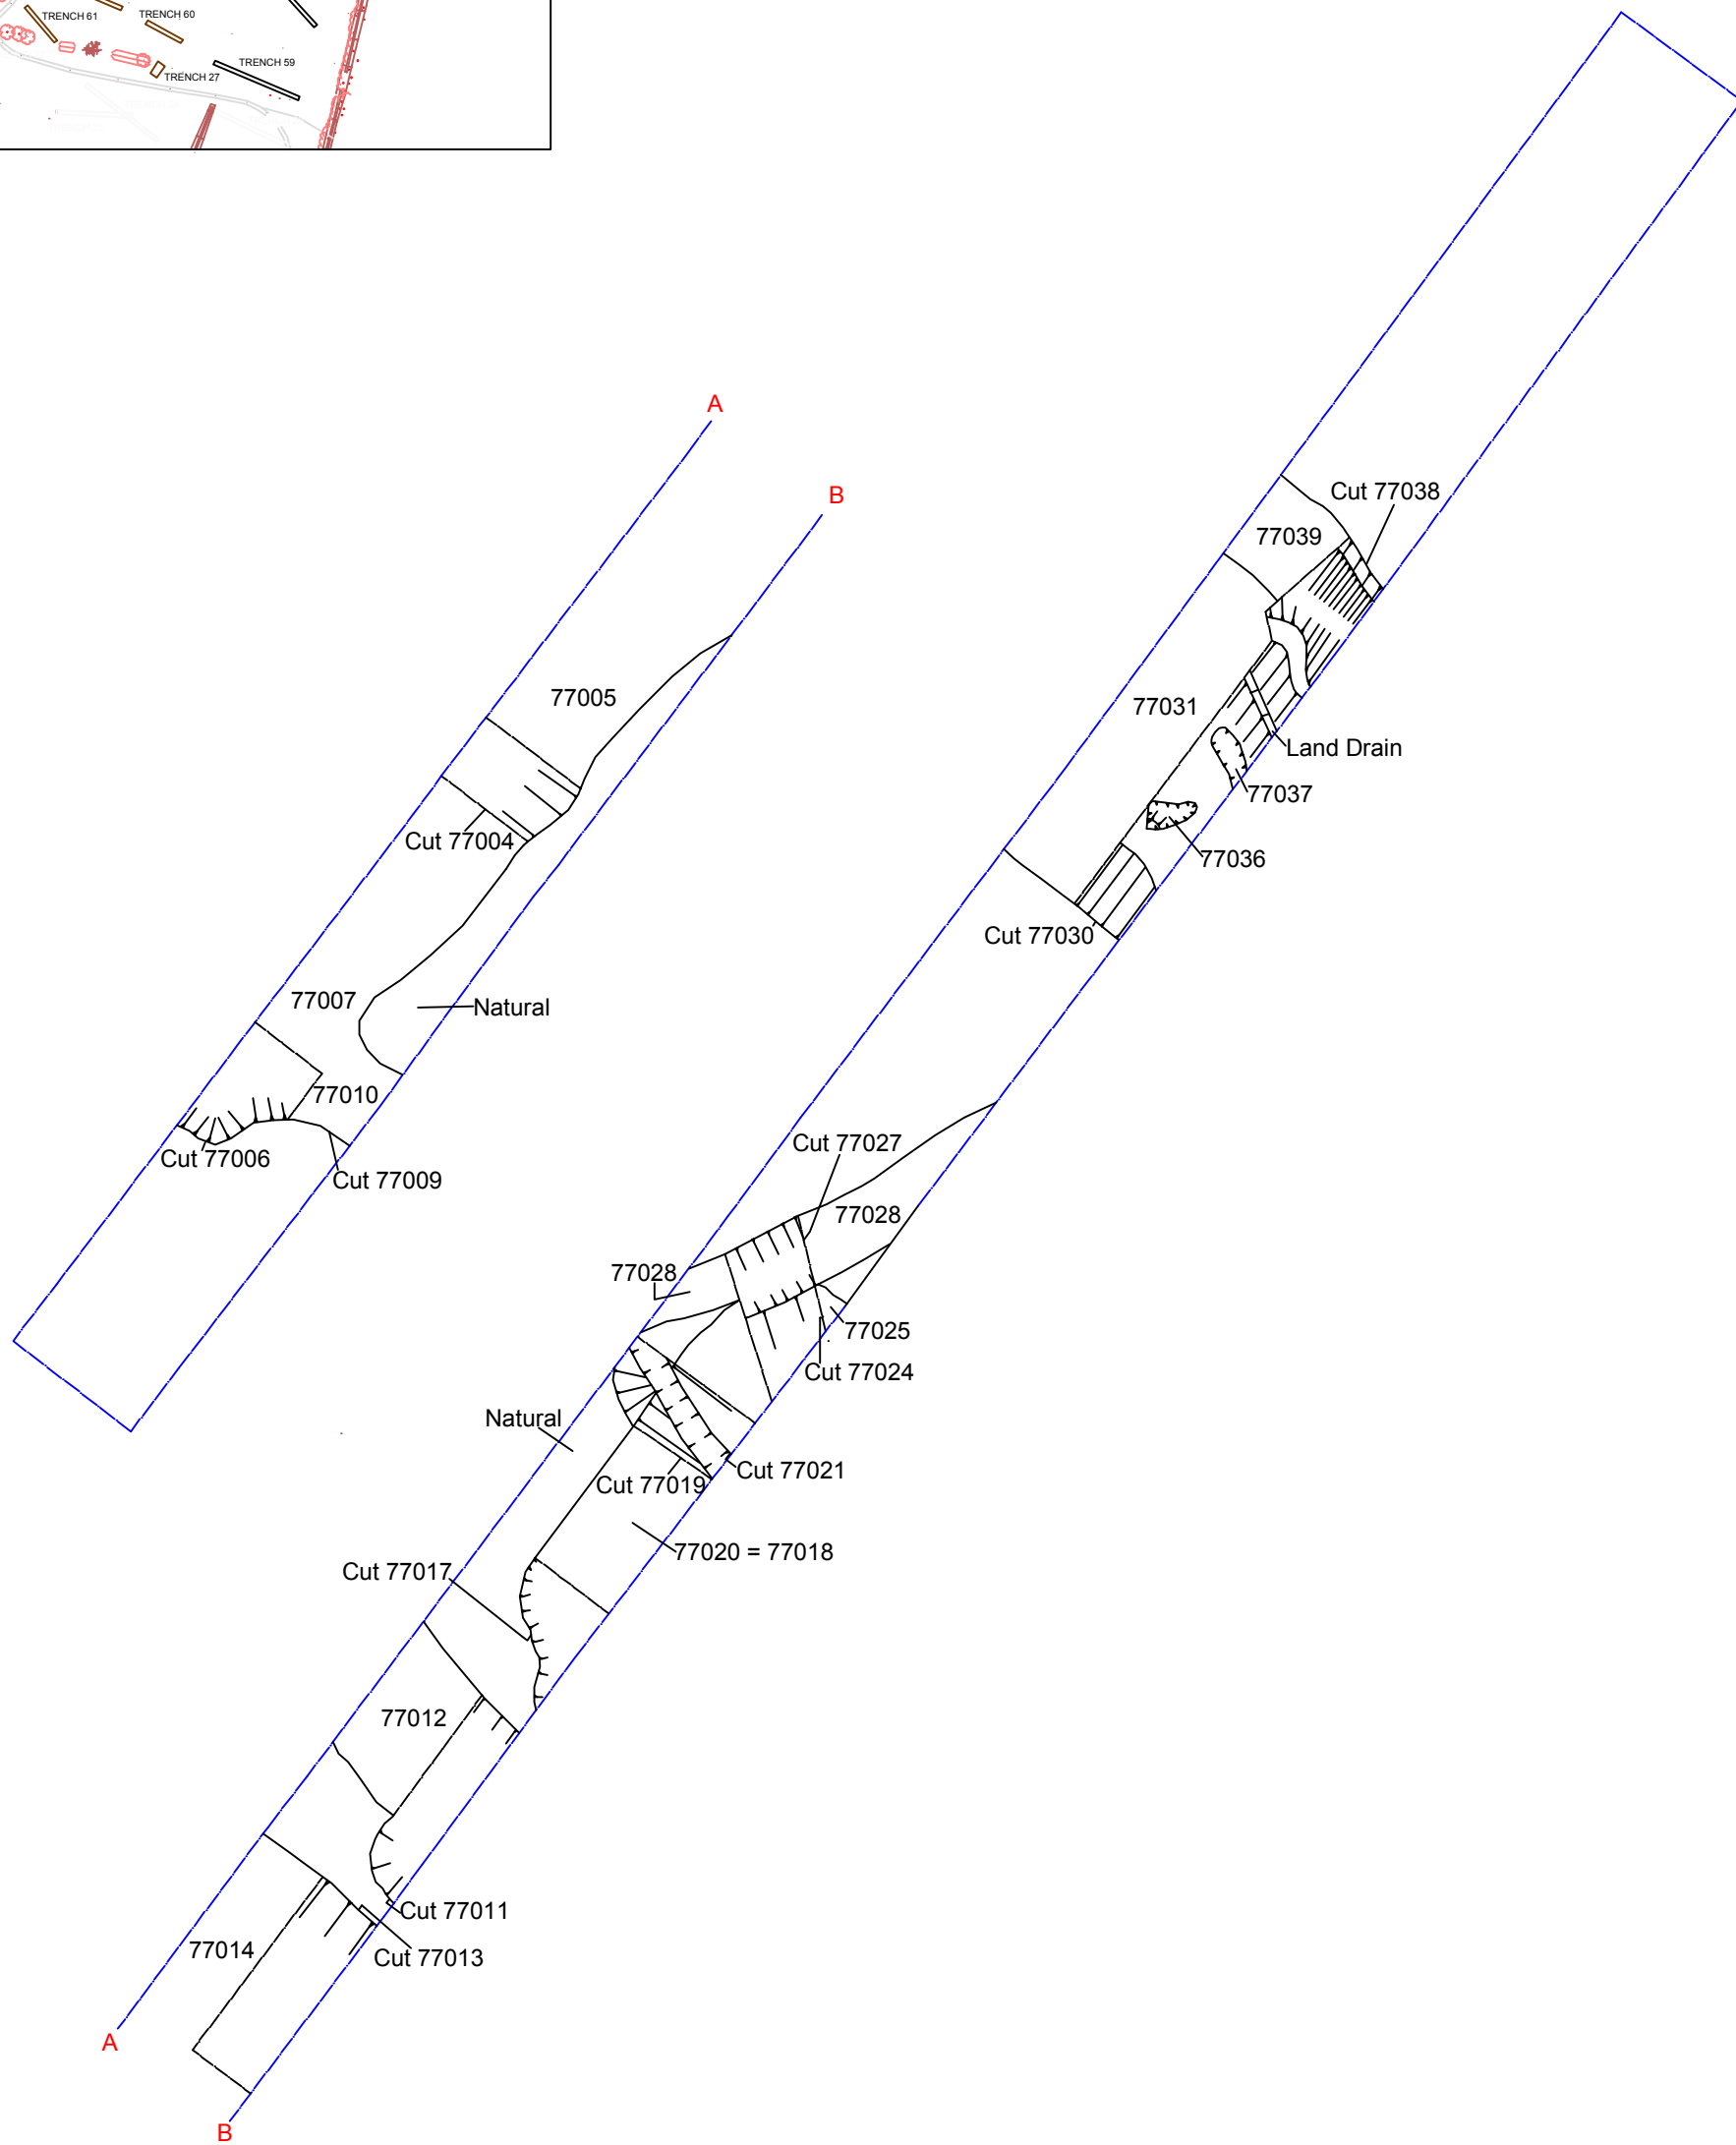 TRENCH 61
TRENCH 60
TRENCH 59
TRENCH 27
A
B
77005
Cut 77004
77007
Natural
77010
Cut 77006
Cut 77009
Cut 77038
77039
77031
Land Drain
77037
77036
Cut 77030
Cut 77027
77028
77028
77025
Cut 77024
Natural
Cut 77021
Cut 77019
77020 = 77018
Cut 77017
77012
Cut 77011
77014
Cut 77013
A
B